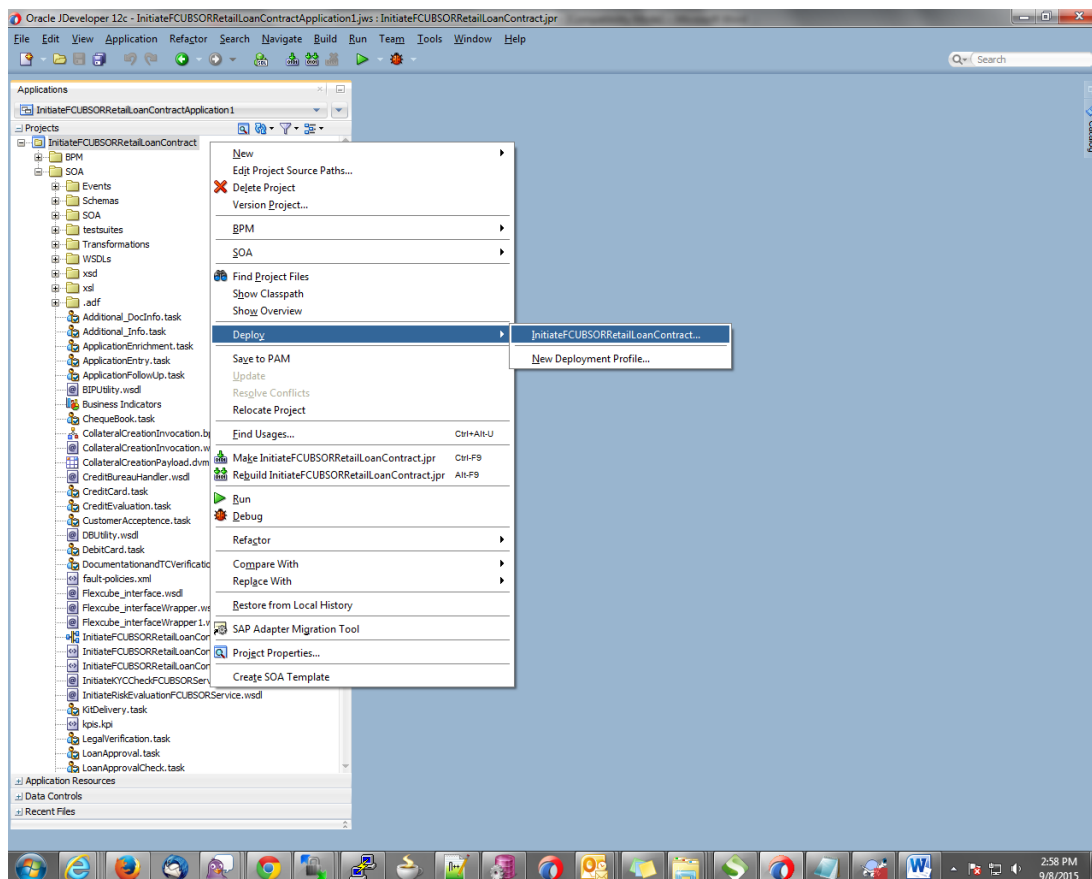 Oracle JDeveloper 12c - InitiateFCUBSORRetailLoanContractApplication1.jws : InitiateFCUBSORRetailLoanContract.jpr
File Edit View Application Refactor Search Navigate Build Run Team Tools Window Help
Search
Applications
InitiateFCUBSORRetailLoanContractApplication1
Projects
InitiateFCUBSORRetailLoanContract
BPM
SOA
Events
Schemas
SOA
testsuites
Transformations
WSDLs
xsd
xsl
.adf
Additional_DocInfo.task
Additional_Info.task
ApplicationEnrichment.task
ApplicationEntry.task
ApplicationFollowUp.task
BIPUtility.wsdl
Business Indicators
ChequeBook.task
CollateralCreationInvocation.bp
CollateralCreationInvocation.w
CollateralCreationPayload.dvm
CreditBureauHandler.wsdl
CreditCard.task
CreditEvaluation.task
CustomerAcceptence.task
DBUtility.wsdl
DebitCard.task
DocumentationandTCVerificatio
fault-policies.xml
Flexcube_interface.wsdl
Flexcube_interfaceWrapper.ws
Flexcube_interfaceWrapper1.w
InitiateFCUBSORRetailLoanCon
InitiateFCUBSORRetailLoanCon
InitiateFCUBSORRetailLoanCon
InitiateKYCCheckFCUBSORServ
InitiateRiskEvaluationFCUBSORService.wsdl
KitDelivery.task
kpis.kpi
LegalVerification.task
LoanApproval.task
LoanApprovalCheck.task
Application Resources
Data Controls
Recent Files
New
Edit Project Source Paths...
Delete Project
Version Project...
BPM
SOA
Find Project Files
Show Classpath
Show Overview
Deploy
Save to PAM
Update
Resolve Conflicts
Relocate Project
Find Usages... Ctrl+Alt-U
Make InitiateFCUBSORRetailLoanContract.jpr Ctrl-F9
Rebuild InitiateFCUBSORRetailLoanContract.jpr Alt-F9
Run
Debug
Refactor
Compare With
Replace With
Restore from Local History
SAP Adapter Migration Tool
Project Properties...
Create SOA Template
InitiateFCUBSORRetailLoanContract...
New Deployment Profile...
2:58 PM
9/8/2015